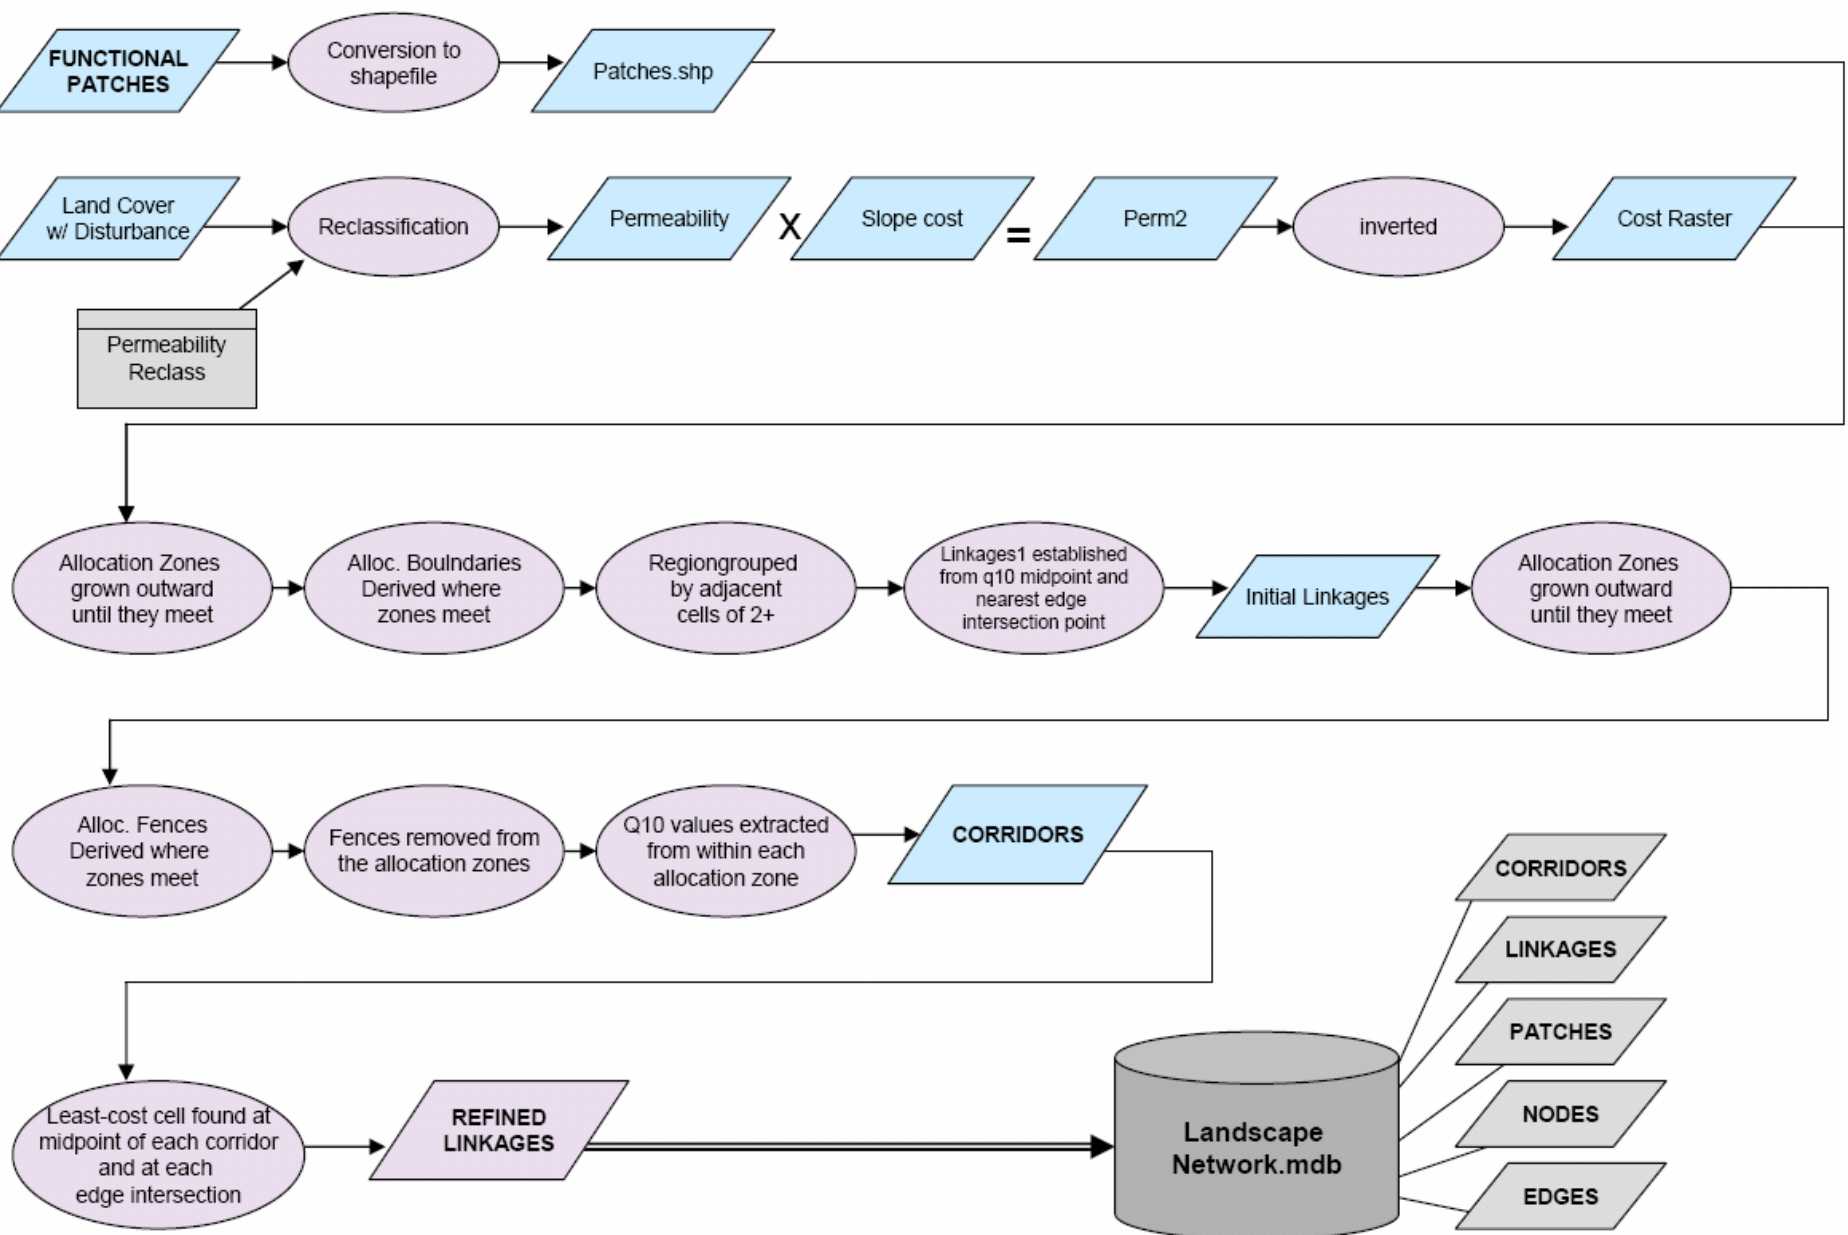 FUNCTIONAL
PATCHES
Conversion to
shapefile
Patches.shp
Land Cover
w/ Disturbance
Reclassification
Permeability
X
Slope cost
=
Perm2
inverted
Cost Raster
Permeability
Reclass
Allocation Zones
grown outward
until they meet
Alloc. Boulndaries
Derived where
zones meet
Regiongrouped
by adjacent
cells of 2+
Linkages1 established
from q10 midpoint and
nearest edge
intersection point
Initial Linkages
Allocation Zones
grown outward
until they meet
Alloc. Fences
Derived where
zones meet
Fences removed from
the allocation zones
Q10 values extracted
from within each
allocation zone
CORRIDORS
Least-cost cell found at
midpoint of each corridor
and at each
edge intersection
REFINED
LINKAGES
Landscape
Network.mdb
CORRIDORS
LINKAGES
PATCHES
NODES
EDGES